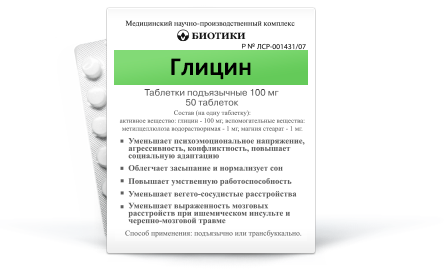 Медицинский научно-производственный комплекс
БИОТИКИ
Р № ЛСР-001431/07
Глицин
Таблетки подъязычные 100 мг
50 таблеток
Состав (на одну таблетку):
активное вещество: глицин - 100 мг, вспомогательные вещества:
метилцеллюлоза водорастворимая - 1 мг, магния стеарат - 1 мг.
▪ Уменьшает психоэмоциональное напряжение,
агрессивность, конфликтность, повышает
социальную адаптацию
▪ Облегчает засыпание и нормализует сон
▪ Повышает умственную работоспособность
▪ Уменьшает вегето-сосудистые расстройства
▪ Уменьшает выраженность мозговых
расстройств при ишемическом инсульте и
черепно-мозговой травме
Способ применения: подъязычно или трансбуккально.